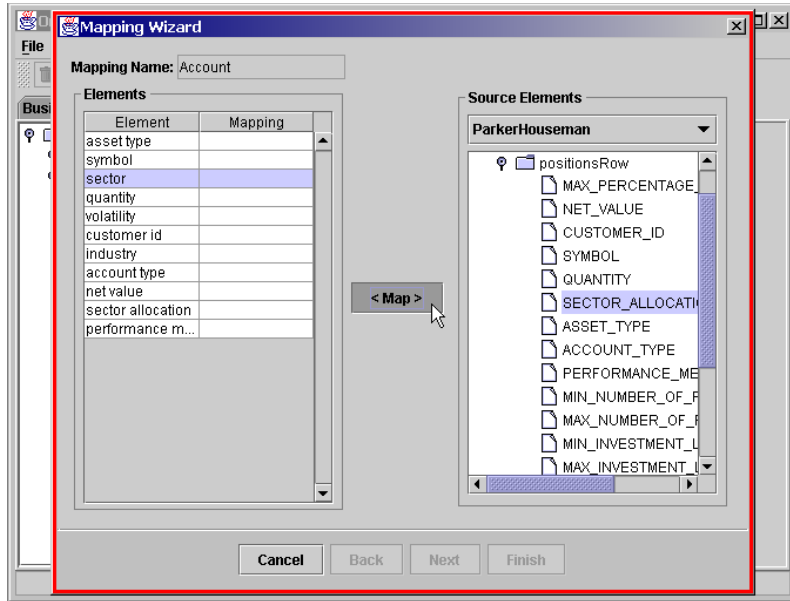 Mapping Wizard
File
Mapping Name: Account
Busi
Elements
Element Mapping
asset type
symbol
sector
quantity
volatility
customer id
industry
account type
net value
sector allocation
performance m...
< Map >
Source Elements
ParkerHouseman
positionsRow
MAX_PERCENTAGE_
NET_VALUE
CUSTOMER_ID
SYMBOL
QUANTITY
SECTOR_ALLOCATI
ASSET_TYPE
ACCOUNT_TYPE
PERFORMANCE_ME
MIN_NUMBER_OF_
MAX_NUMBER_OF_
MIN_INVESTMENT_L
MAX_INVESTMENT_L
Cancel Back Next Finish